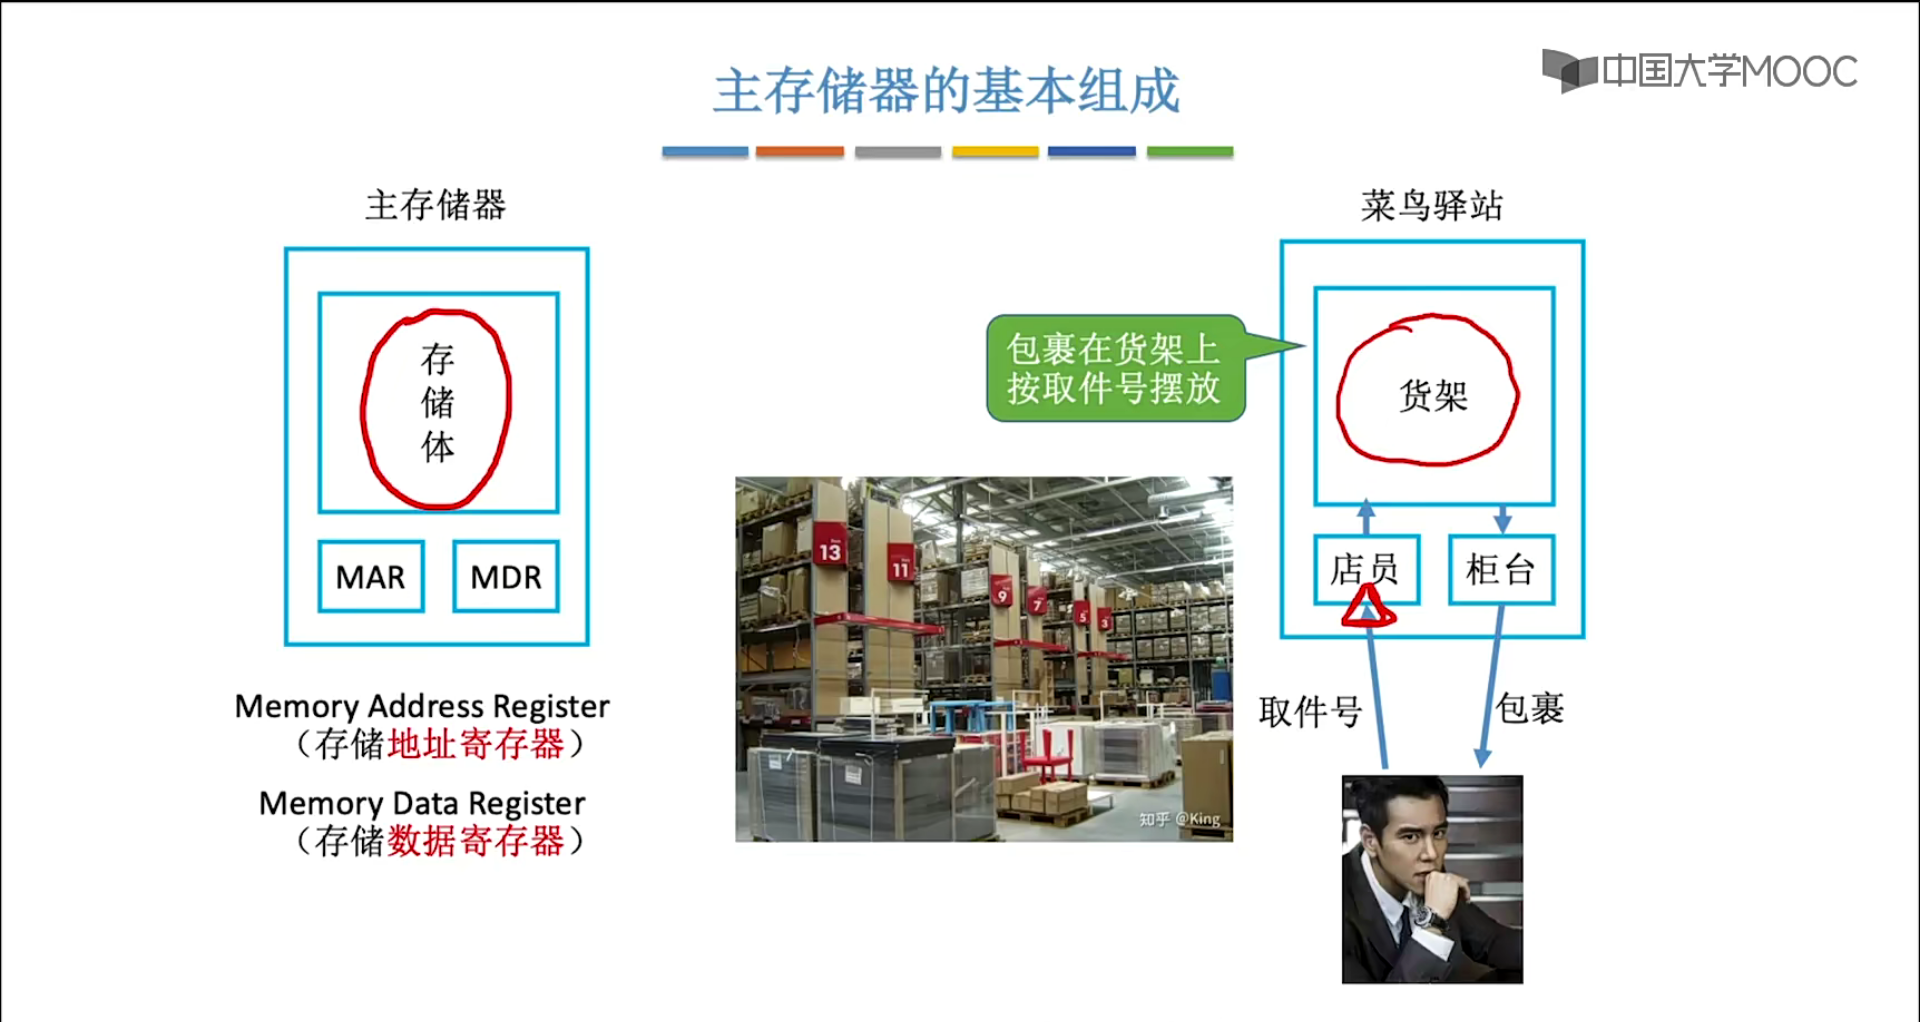 中国大学MOOC
主存储器的基本组成
主存储器
存
储
体
MAR
MDR
Memory Address Register
（存储地址寄存器）
Memory Data Register
（存储数据寄存器）
13
11
9
7
5
3
知乎 @King
菜鸟驿站
包裹在货架上
按取件号摆放
货架
店员
柜台
取件号
包裹